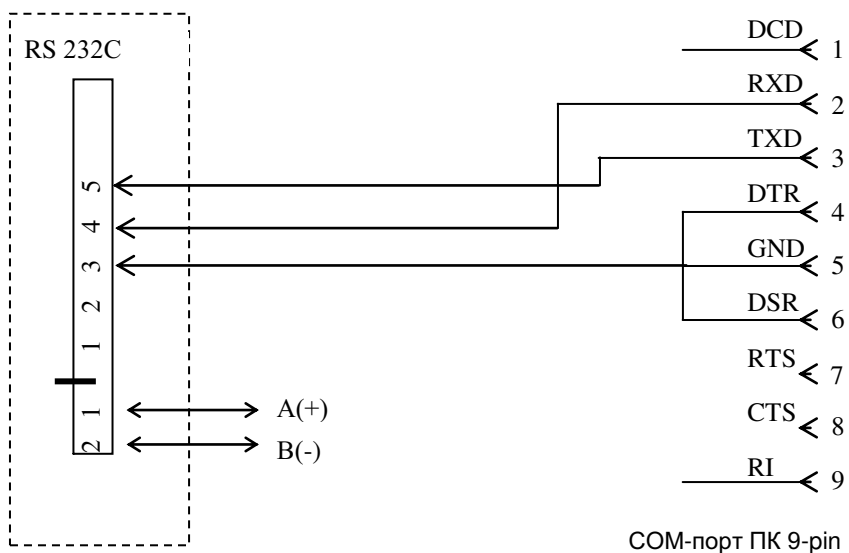 RS 232C
5
4
3
2
1
1
2
A(+)
B(-)
DCD 1
RXD 2
TXD 3
DTR 4
GND 5
DSR 6
RTS 7
CTS 8
RI 9
COM-порт ПК 9-pin